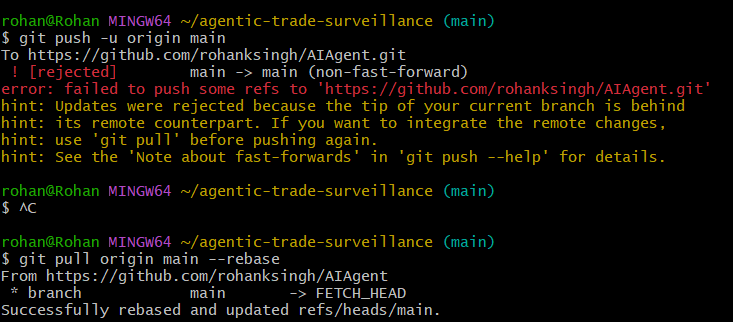 rohan@Rohan MINGW64 ~/agentic-trade-surveillance (main)
$ git push -u origin main
To https://github.com/rohanksingh/AIAgent.git
 ! [rejected]        main -> main (non-fast-forward)
error: failed to push some refs to 'https://github.com/rohanksingh/AIAgent.git'
hint: Updates were rejected because the tip of your current branch is behind
hint: its remote counterpart. If you want to integrate the remote changes,
hint: use 'git pull' before pushing again.
hint: See the 'Note about fast-forwards' in 'git push --help' for details.
rohan@Rohan MINGW64 ~/agentic-trade-surveillance (main)
$ ^C
rohan@Rohan MINGW64 ~/agentic-trade-surveillance (main)
$ git pull origin main --rebase
From https://github.com/rohanksingh/AIAgent
 * branch            main       -> FETCH_HEAD
Successfully rebased and updated refs/heads/main.